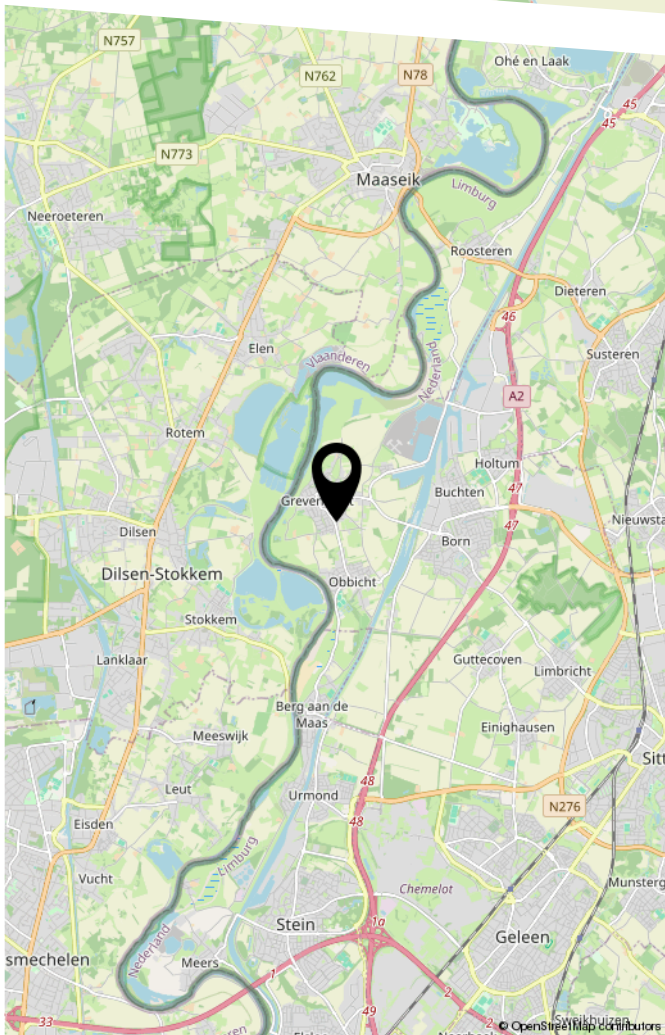 N757
Ohé en Laak
N762
N78
45
45
N773
Maaseik
Limburg
Neeroeteren
Roosteren
Dieteren
46
Elen
Vlaanderen
Nederland
Susteren
A2
Rotem
Holtum
Buchten
47
Dilsen
47
Born
Dilsen-Stokkem
Obbicht
Stokkem
Lanklaar
Guttecoven
Limbricht
Berg aan de
Maas
Einighausen
Meeswijk
48
Leut
Urmond
N276
Eisden
48
Limburg
Vucht
Chemelot
Stein
1a
Geleen
Nederland
smechelen
Meers
1
2
2
33
49
© OpenStreetMap contributors